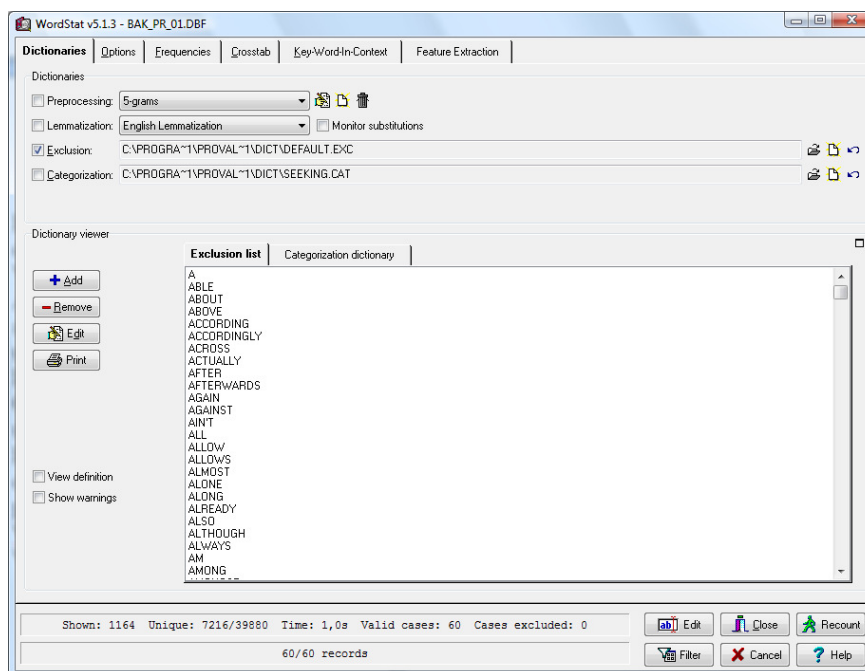 WordStat v5.1.3 - BAK_PR_01.DBF
Dictionaries Options Frequencies Crosstab Key-Word-In-Context Feature Extraction
Dictionaries
Preprocessing: 5-grams
Lemmatization: English Lemmatization Monitor substitutions
Exclusion: C:\PROGRA~1\PROVAL~1\DICT\DEFAULT.EXC
Categorization: C:\PROGRA~1\PROVAL~1\DICT\SEEKING.CAT
Dictionary viewer
Exclusion list Categorization dictionary
Add
Remove
Edit
Print
View definition
Show warnings
A
ABLE
ABOUT
ABOVE
ACCORDING
ACCORDINGLY
ACROSS
ACTUALLY
AFTER
AFTERWARDS
AGAIN
AGAINST
AIN'T
ALL
ALLOW
ALLOWS
ALMOST
ALONE
ALONG
ALREADY
ALSO
ALTHOUGH
ALWAYS
AM
AMONG
Shown: 1164 Unique: 7216/39880 Time: 1,0s Valid cases: 60 Cases excluded: 0
60/60 records
Edit Close Recount
Filter Cancel Help